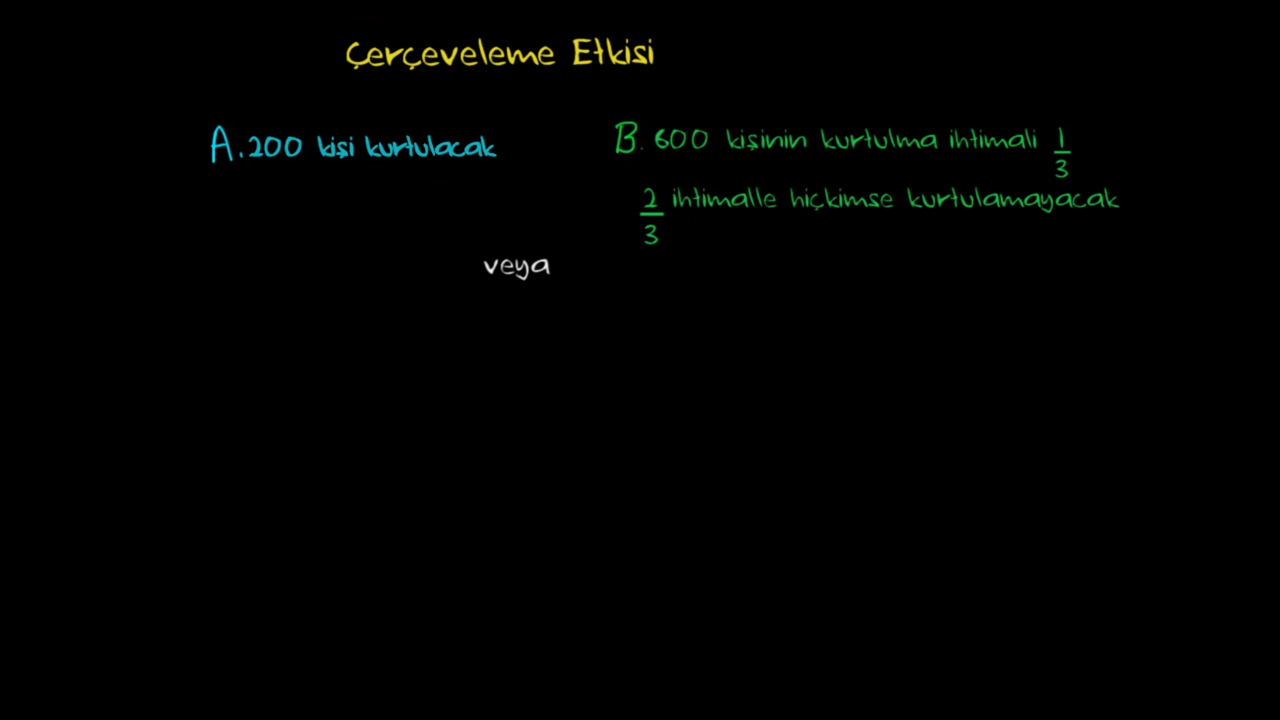 Çerçeveleme Etkisi
A. 200 kişi kurtulacak
B. 600 kişinin kurtulma ihtimali 1/3
2/3 ihtimalle hiçkimse kurtulamayacak
veya